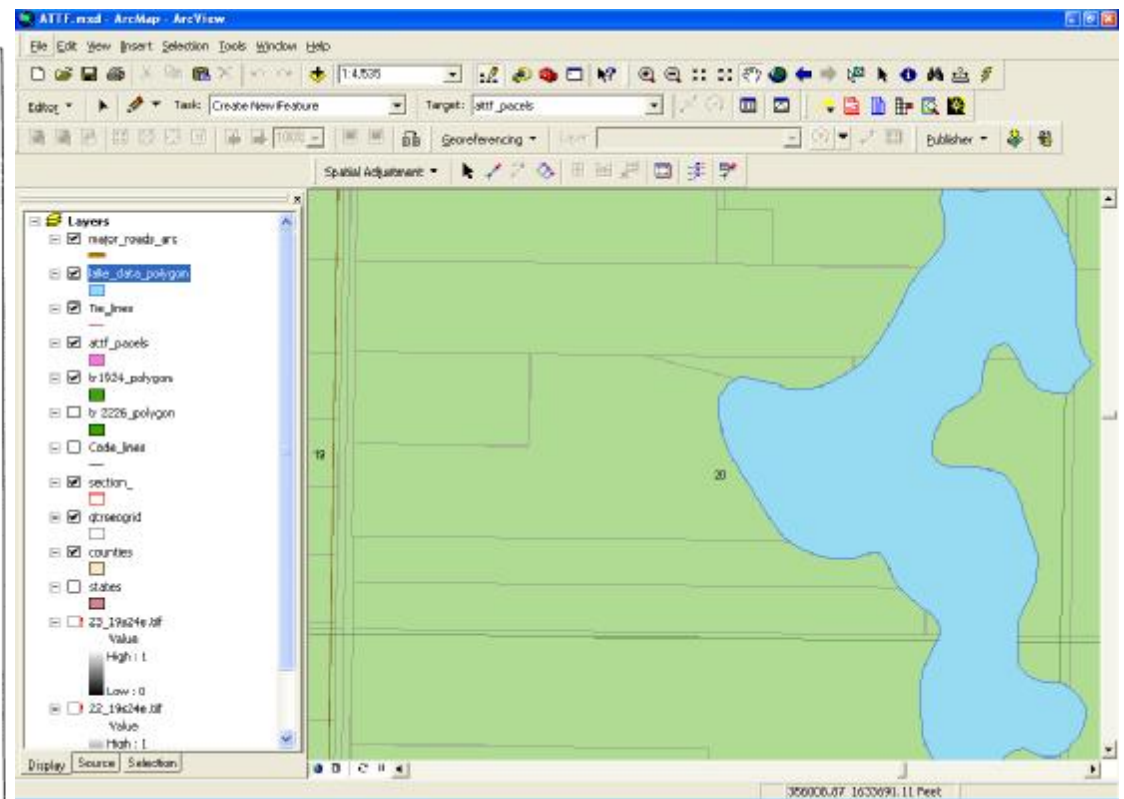 ATTF.mxd - ArcMap - ArcView
File Edit View Insert Selection Tools Window Help
1:4,535
Editor Task: Create New Feature Target: attf_pacels
100% Georeferencing Layer: Publisher
Spatial Adjustment
Layers
major_roads_arc
lake_data_polygon
Tie_lines
attf_pacels
tr1924_polygon
tr 2226_polygon
Code_lines
section_
qtrsecgrid
counties
states
23_19s24e.tif
Value
High : 1
Low : 0
22_19s24e.tif
Value
High : 1
19
20
Display Source Selection
1633691.11 Feet